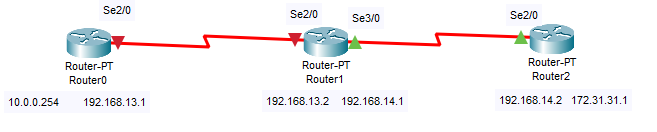 Se2/0
Se3/0
Se2/0
Router-PT
Router0
Router-PT
Router1
Router-PT
Router2
10.0.0.254
192.168.13.1
192.168.13.2
192.168.14.1
192.168.14.2
172.31.31.1